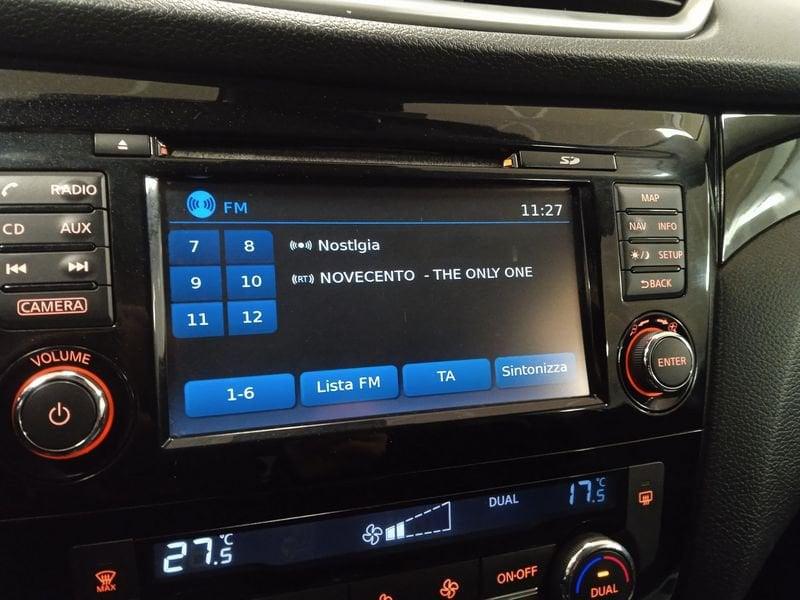 RADIO
CD AUX
CAMERA
VOLUME
SD
FM 11:27
7 8
9 10
11 12
Nostlgia
(RT) NOVECENTO - THE ONLY ONE
1-6 Lista FM TA Sintonizza
MAP
NAV INFO
SETUP
BACK
ENTER
27.5 °C
DUAL 17.5 °C
MAX
ON-OFF
DUAL